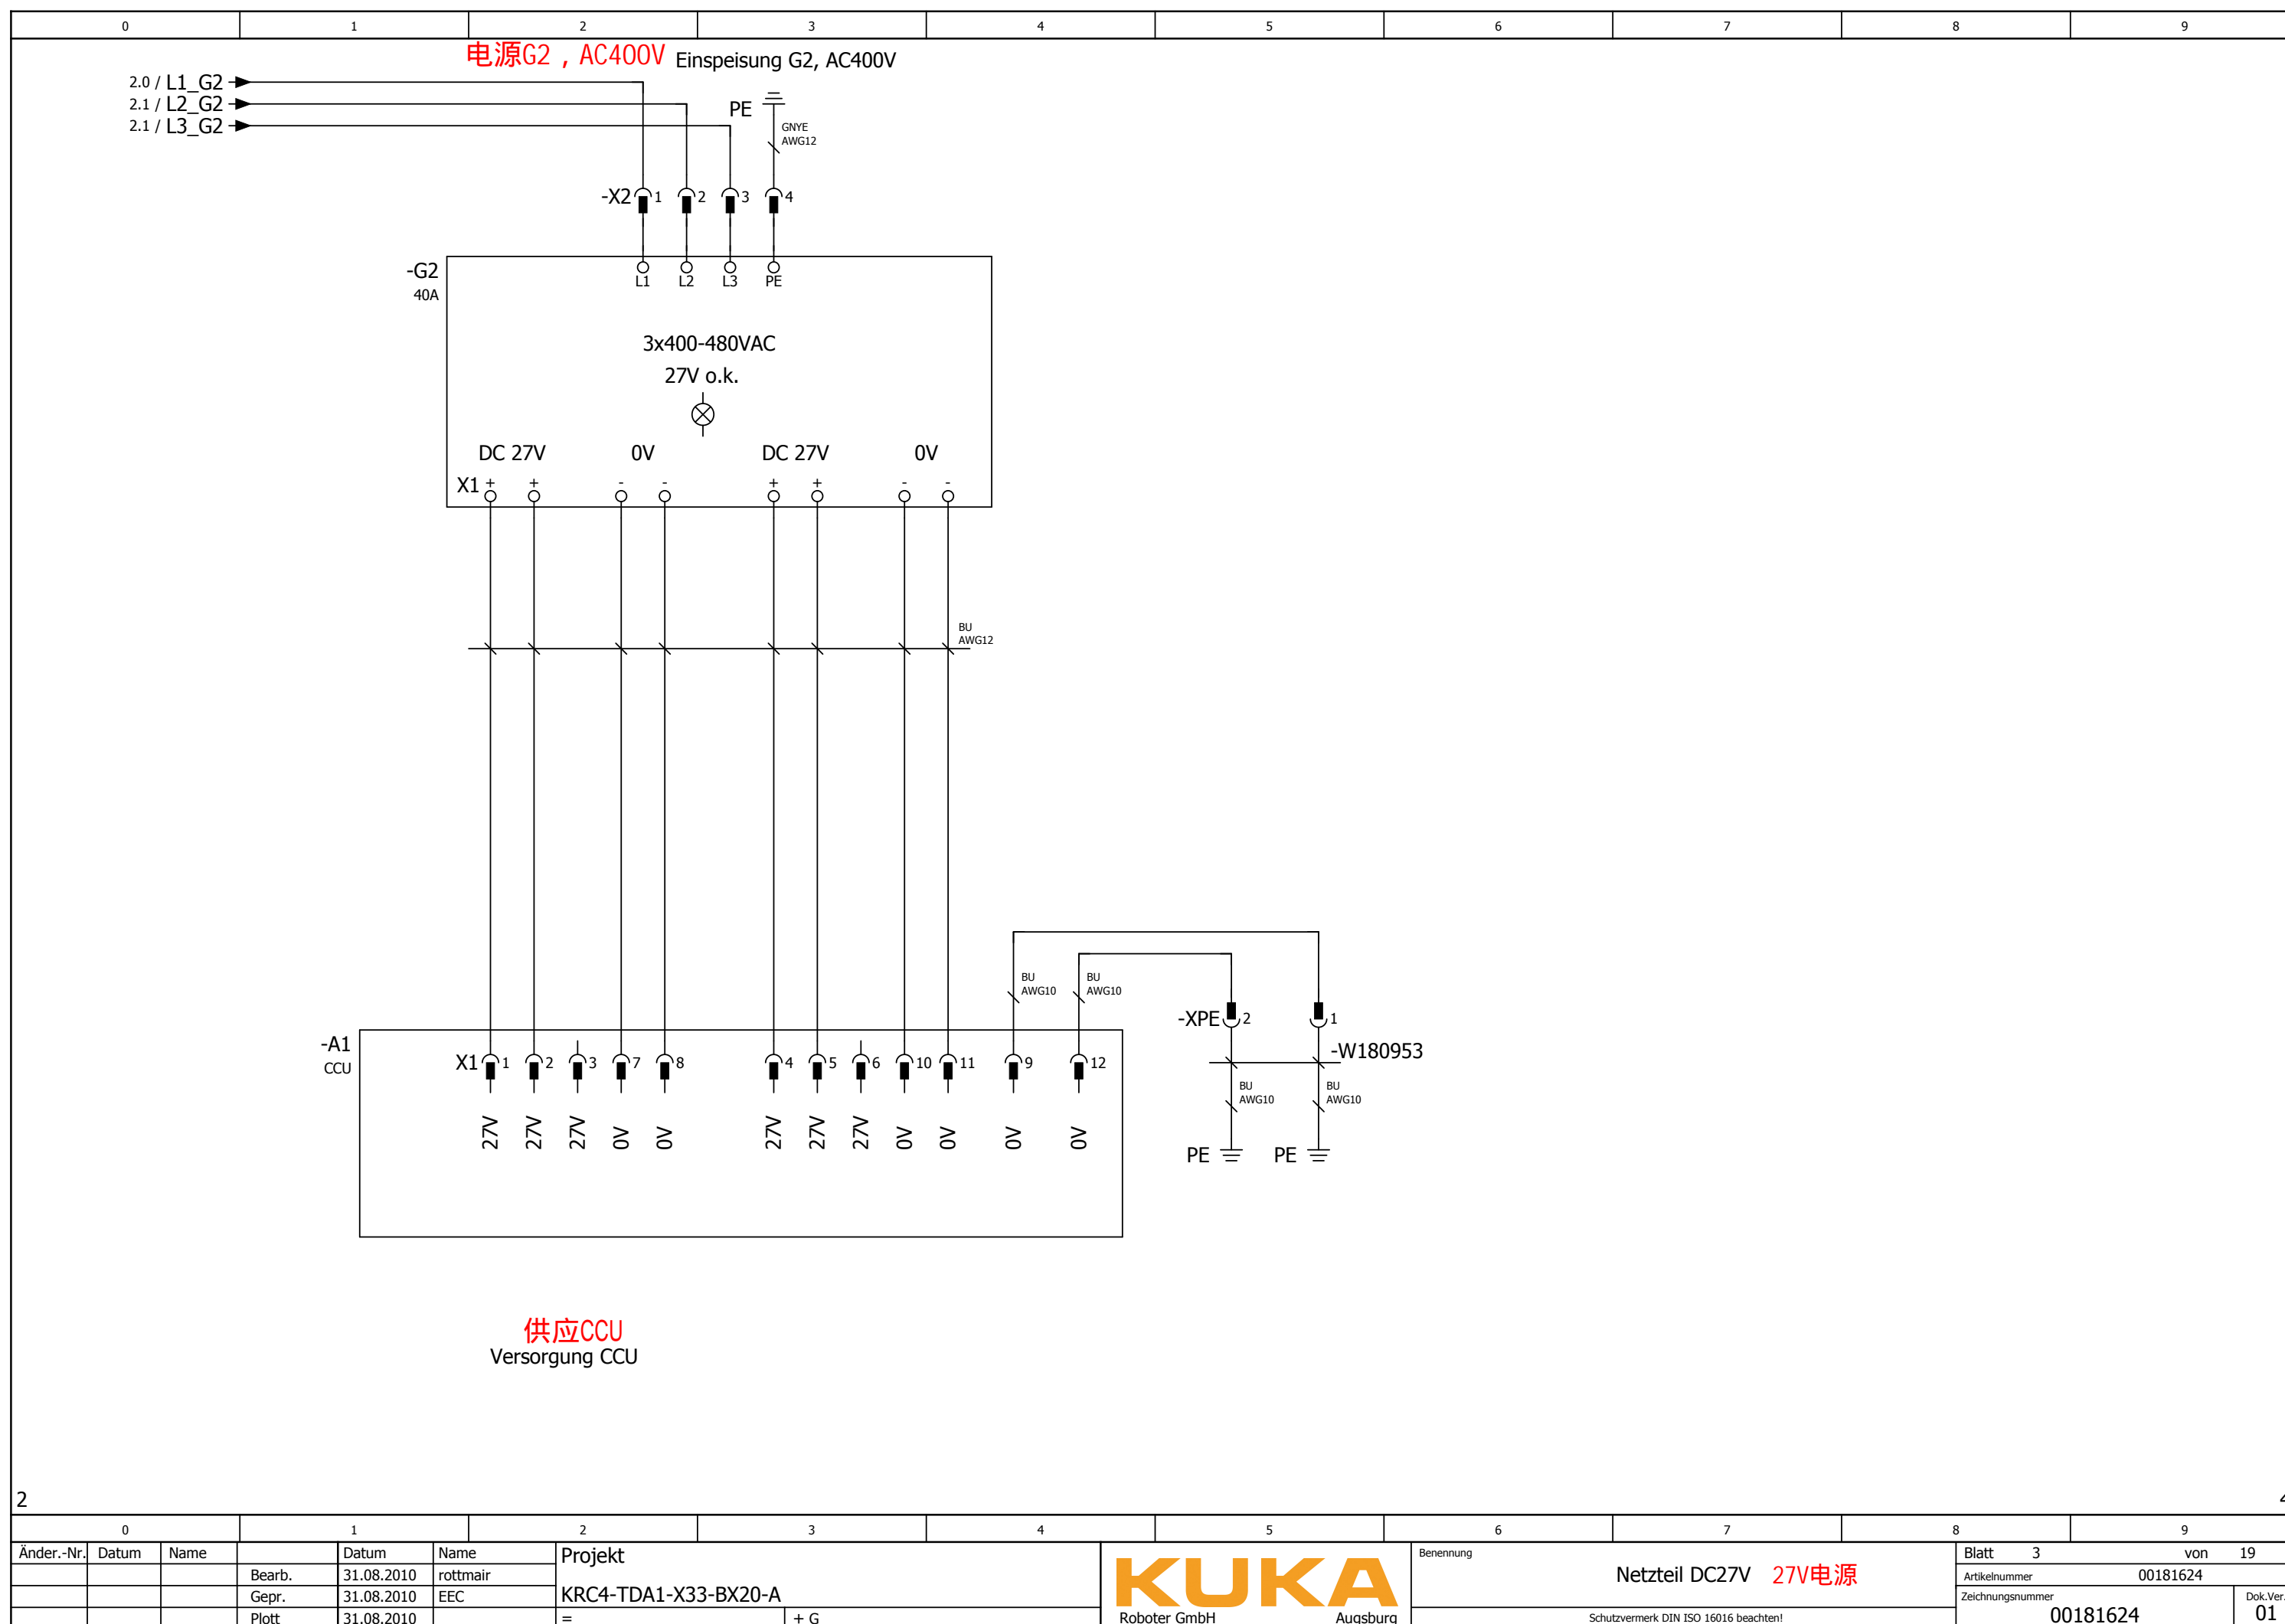 0 1 2 3 4 5 6 7 8 9
电源G2，AC400V Einspeisung G2, AC400V
2.0 / L1_G2
2.1 / L2_G2
2.1 / L3_G2
PE
GNYE
AWG12
-X2 1 2 3 4
-G2
40A
L1 L2 L3 PE
3x400-480VAC
27V o.k.
DC 27V 0V DC 27V 0V
X1 + + - - + + - -
BU
AWG12
BU
AWG10
BU
AWG10
-XPE 2 1
-W180953
BU
AWG10
BU
AWG10
PE PE
-A1
CCU
X1 1 2 3 7 8 4 5 6 10 11 9 12
27V 27V 27V 0V 0V 27V 27V 27V 0V 0V 0V 0V
供应CCU
Versorgung CCU
2
0 1 2 3 4 5 6 7 8 9
Änder.-Nr. Datum Name Datum Name
Bearb. 31.08.2010 rottmair
Gepr. 31.08.2010 EEC
Plott 31.08.2010
Projekt
KRC4-TDA1-X33-BX20-A
= + G
KUKA
Roboter GmbH Augsburg
Benennung
Netzteil DC27V 27V电源
Schutzvermerk DIN ISO 16016 beachten!
Blatt 3 von 19
Artikelnummer 00181624
Zeichnungsnummer
00181624
Dok.Ver.
01